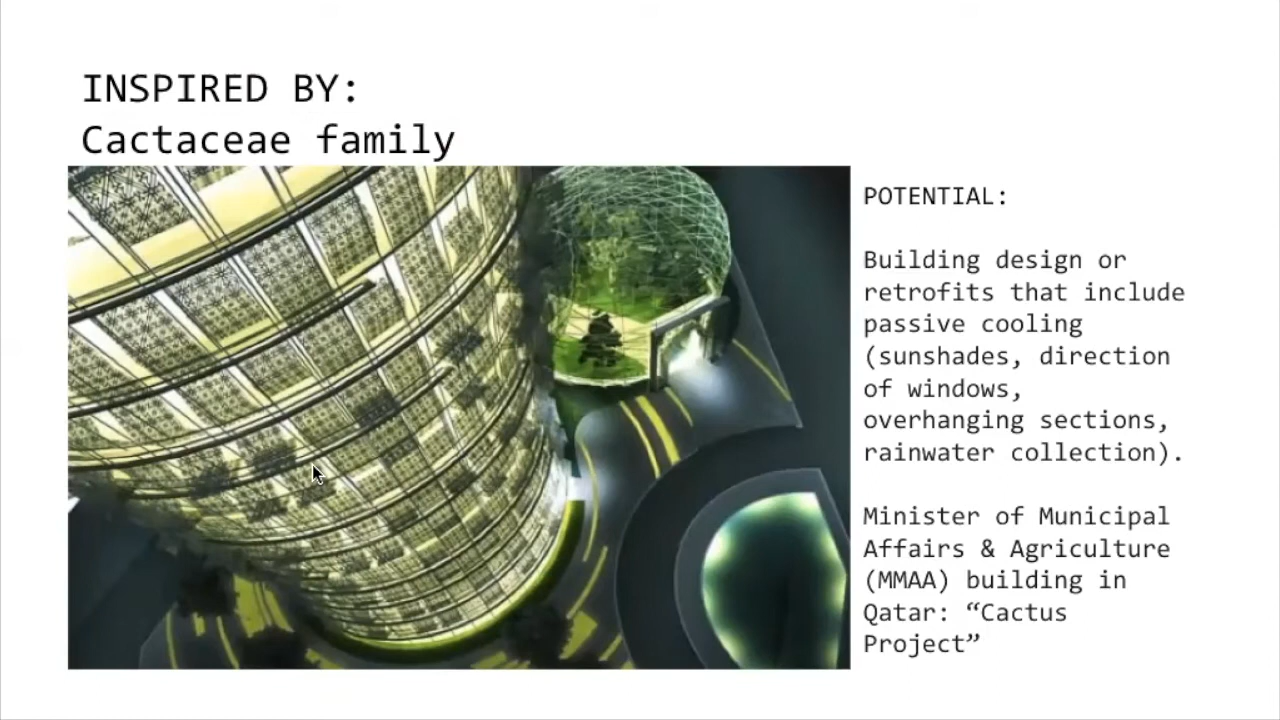 INSPIRED BY:
Cactaceae family
POTENTIAL:
Building design or
retrofits that include
passive cooling
(sunshades, direction
of windows,
overhanging sections,
rainwater collection).
Minister of Municipal
Affairs & Agriculture
(MMAA) building in
Qatar: “Cactus
Project”